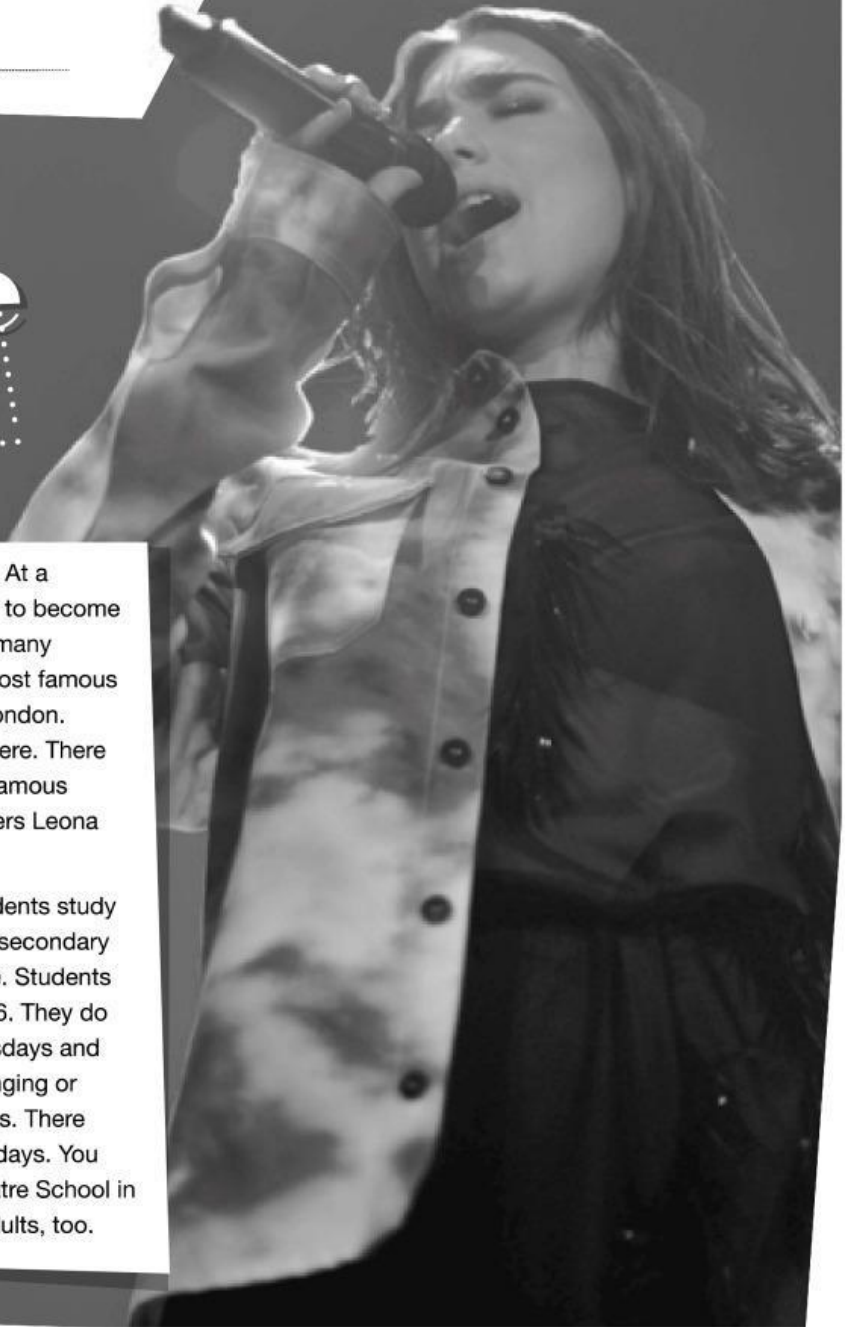 At a
to become
many
ost famous
ondon.
ere. There
amous
ers Leona
dents study
secondary
. Students
6. They do
sdays and
nging or
s. There
days. You
tre School in
dults, too.